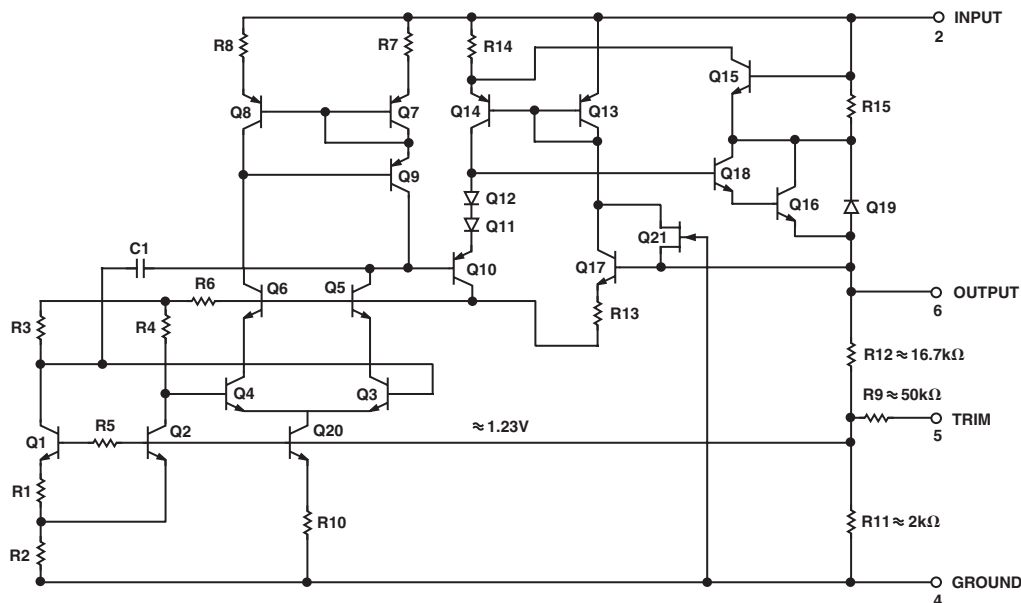 INPUT
2
R8
R7
R14
Q15
R15
Q8
Q7
Q14
Q13
Q9
Q18
Q12
Q16
Q19
Q11
Q21
C1
Q10
Q17
R6
Q6
Q5
OUTPUT
6
R3
R4
R13
R12 ≈ 16.7kΩ
R9 ≈ 50kΩ
Q4
Q3
TRIM
5
≈ 1.23V
Q1
R5
Q2
Q20
R1
R10
R11 ≈ 2kΩ
R2
GROUND
4